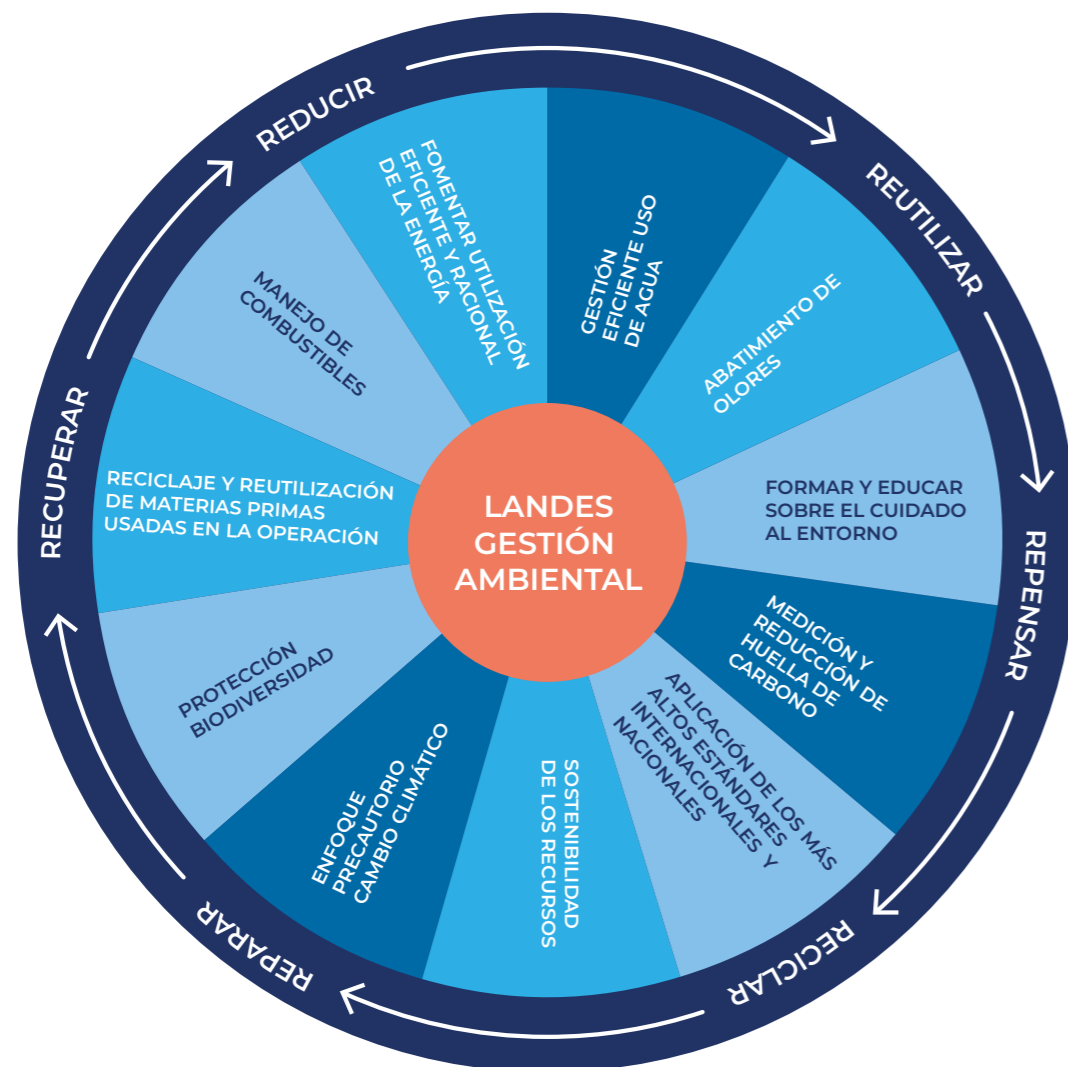 REDUCIR
REUTILIZAR
REPENSAR
RECICLAR
REPARAR
RECUPERAR
LANDES
GESTIÓN
AMBIENTAL
GESTIÓN
EFICIENTE USO
DE AGUA
ABATIMIENTO DE
OLORES
FORMAR Y EDUCAR
SOBRE EL CUIDADO
AL ENTORNO
MEDICIÓN Y
REDUCCIÓN DE
HUELLA DE
CARBONO
APLICACIÓN DE LOS MÁS
ALTOS ESTÁNDARES
INTERNACIONALES Y
NACIONALES
SOSTENIBILIDAD
DE LOS RECURSOS
ENFOQUE
PRECAUTORIO
CAMBIO CLIMÁTICO
PROTECCIÓN
BIODIVERSIDAD
RECICLAJE Y REUTILIZACIÓN
DE MATERIAS PRIMAS
USADAS EN LA OPERACIÓN
MANEJO DE
COMBUSTIBLES
FOMENTAR UTILIZACIÓN
EFICIENTE Y RACIONAL
DE LA ENERGÍA